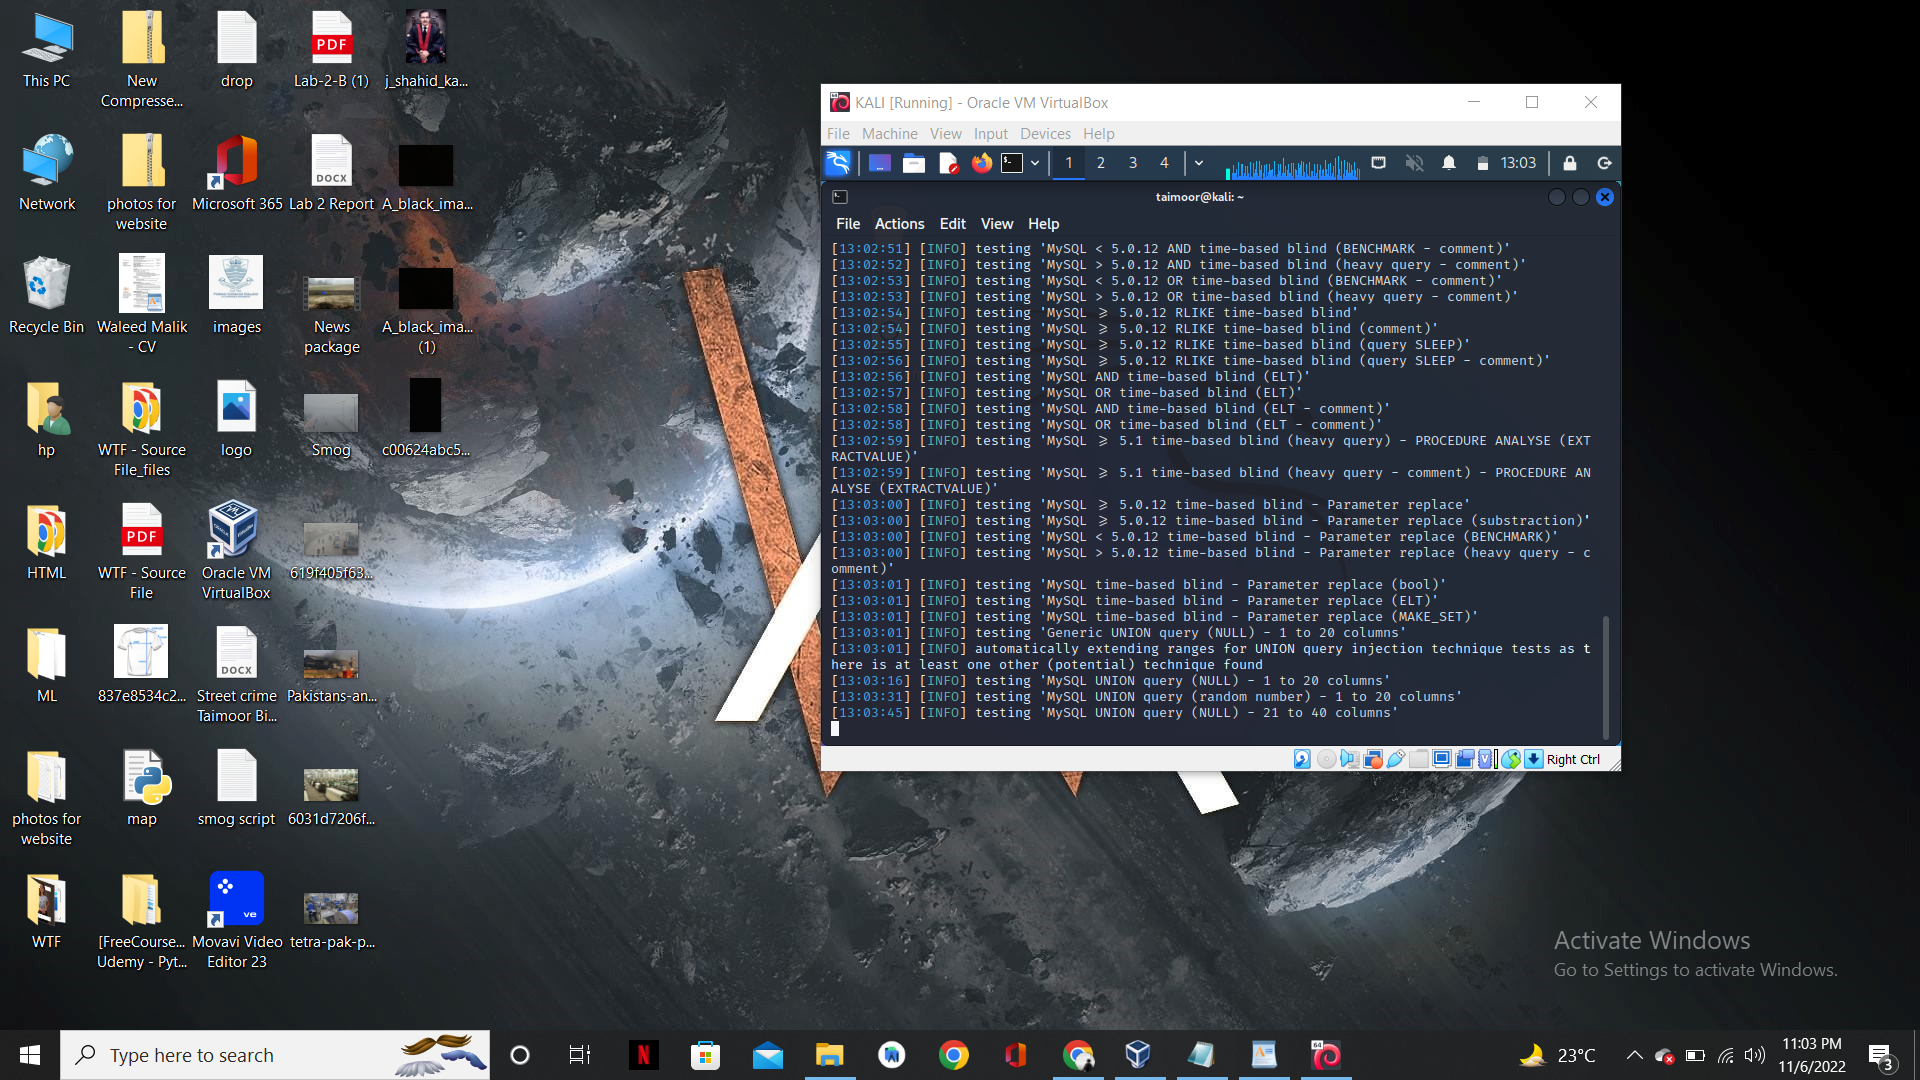 This PC
New
Compresse...
drop
PDF
Lab-2-B (1)
j_shahid_ka...
Network
photos for
website
Microsoft 365
DOCX
Lab 2 Report
A_black_ima...
Recycle Bin
Waleed Malik
- CV
images
News
package
A_black_ima...
(1)
hp
WTF - Source
File_files
logo
Smog
c00624abc5...
HTML
PDF
WTF - Source
File
Oracle VM
VirtualBox
619f405f63...
ML
837e8534c2...
DOCX
Street crime
Taimoor Bi...
Pakistans-an...
photos for
website
map
smog script
6031d7206f...
WTF
[FreeCourse...
Udemy - Pyt...
ve
Movavi Video
Editor 23
tetra-pak-p...
64
KALI [Running] - Oracle VM VirtualBox
File Machine View Input Devices Help
1 2 3 4 13:03
taimoor@kali: ~
File Actions Edit View Help
[13:02:51] [INFO] testing 'MySQL < 5.0.12 AND time-based blind (BENCHMARK - comment)'
[13:02:52] [INFO] testing 'MySQL > 5.0.12 AND time-based blind (heavy query - comment)'
[13:02:53] [INFO] testing 'MySQL < 5.0.12 OR time-based blind (BENCHMARK - comment)'
[13:02:53] [INFO] testing 'MySQL > 5.0.12 OR time-based blind (heavy query - comment)'
[13:02:54] [INFO] testing 'MySQL ≥ 5.0.12 RLIKE time-based blind'
[13:02:54] [INFO] testing 'MySQL ≥ 5.0.12 RLIKE time-based blind (comment)'
[13:02:55] [INFO] testing 'MySQL ≥ 5.0.12 RLIKE time-based blind (query SLEEP)'
[13:02:56] [INFO] testing 'MySQL ≥ 5.0.12 RLIKE time-based blind (query SLEEP - comment)'
[13:02:56] [INFO] testing 'MySQL AND time-based blind (ELT)'
[13:02:57] [INFO] testing 'MySQL OR time-based blind (ELT)'
[13:02:58] [INFO] testing 'MySQL AND time-based blind (ELT - comment)'
[13:02:58] [INFO] testing 'MySQL OR time-based blind (ELT - comment)'
[13:02:59] [INFO] testing 'MySQL ≥ 5.1 time-based blind (heavy query) - PROCEDURE ANALYSE (EXT
RACTVALUE)'
[13:02:59] [INFO] testing 'MySQL ≥ 5.1 time-based blind (heavy query - comment) - PROCEDURE AN
ALYSE (EXTRACTVALUE)'
[13:03:00] [INFO] testing 'MySQL ≥ 5.0.12 time-based blind - Parameter replace'
[13:03:00] [INFO] testing 'MySQL ≥ 5.0.12 time-based blind - Parameter replace (substraction)'
[13:03:00] [INFO] testing 'MySQL < 5.0.12 time-based blind - Parameter replace (BENCHMARK)'
[13:03:00] [INFO] testing 'MySQL > 5.0.12 time-based blind - Parameter replace (heavy query - c
omment)'
[13:03:01] [INFO] testing 'MySQL time-based blind - Parameter replace (bool)'
[13:03:01] [INFO] testing 'MySQL time-based blind - Parameter replace (ELT)'
[13:03:01] [INFO] testing 'MySQL time-based blind - Parameter replace (MAKE_SET)'
[13:03:01] [INFO] testing 'Generic UNION query (NULL) - 1 to 20 columns'
[13:03:01] [INFO] automatically extending ranges for UNION query injection technique tests as t
here is at least one other (potential) technique found
[13:03:16] [INFO] testing 'MySQL UNION query (NULL) - 1 to 20 columns'
[13:03:31] [INFO] testing 'MySQL UNION query (random number) - 1 to 20 columns'
[13:03:45] [INFO] testing 'MySQL UNION query (NULL) - 21 to 40 columns'
Right Ctrl
Activate Windows
Go to Settings to activate Windows.
Type here to search
N
64
23°C
11:03 PM
11/6/2022
3